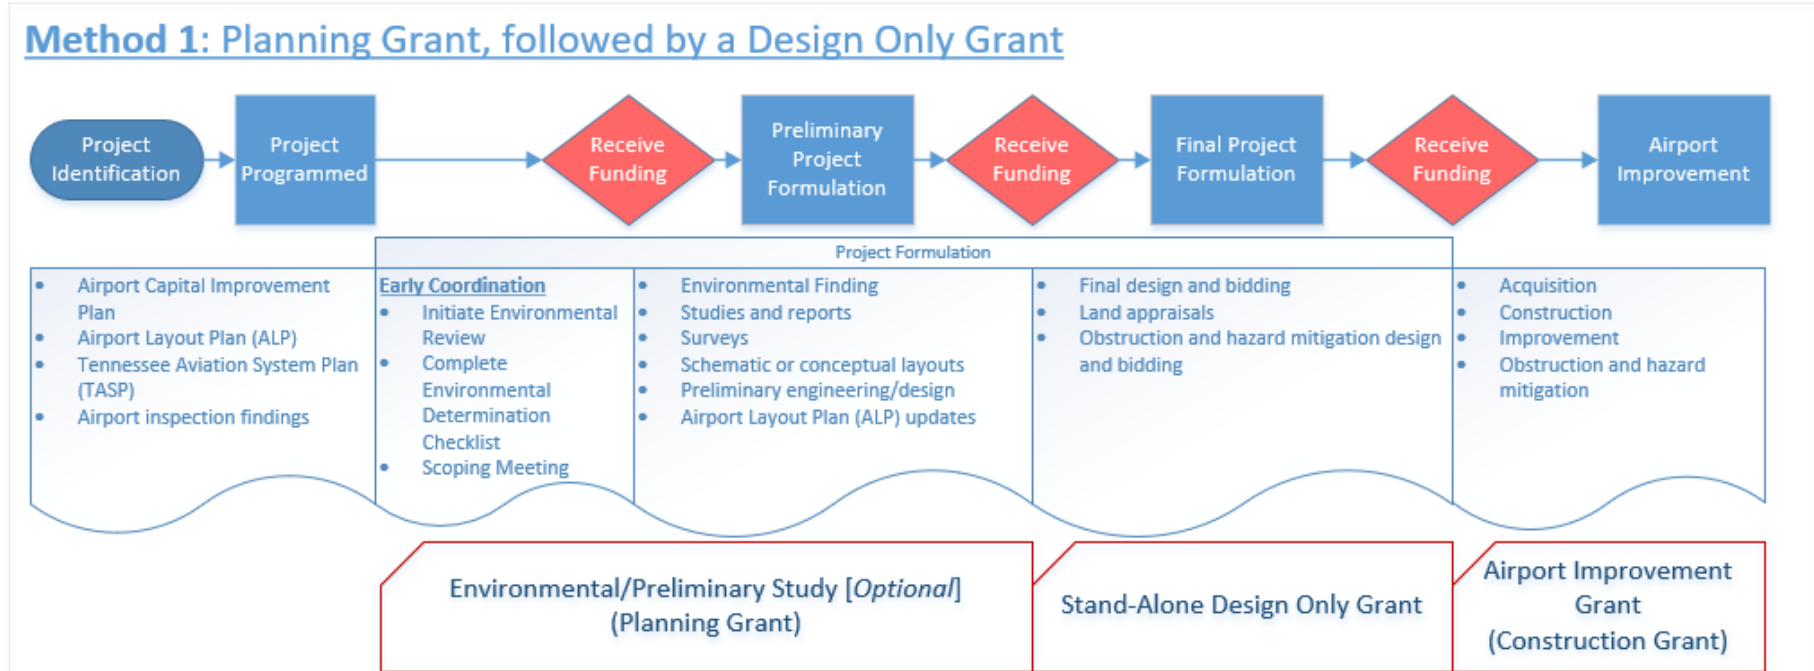 Method 1: Planning Grant, followed by a Design Only Grant
Project
Identification
Project
Programmed
Receive
Funding
Preliminary
Project
Formulation
Receive
Funding
Final Project
Formulation
Receive
Funding
Airport
Improvement
Project Formulation
• Airport Capital Improvement
Plan
• Airport Layout Plan (ALP)
• Tennessee Aviation System Plan
(TASP)
• Airport inspection findings
Early Coordination
• Initiate Environmental
Review
• Complete
Environmental
Determination
Checklist
• Scoping Meeting
• Environmental Finding
• Studies and reports
• Surveys
• Schematic or conceptual layouts
• Preliminary engineering/design
• Airport Layout Plan (ALP) updates
• Final design and bidding
• Land appraisals
• Obstruction and hazard mitigation design
and bidding
• Acquisition
• Construction
• Improvement
• Obstruction and hazard
mitigation
Environmental/Preliminary Study [Optional]
(Planning Grant)
Stand-Alone Design Only Grant
Airport Improvement
Grant
(Construction Grant)